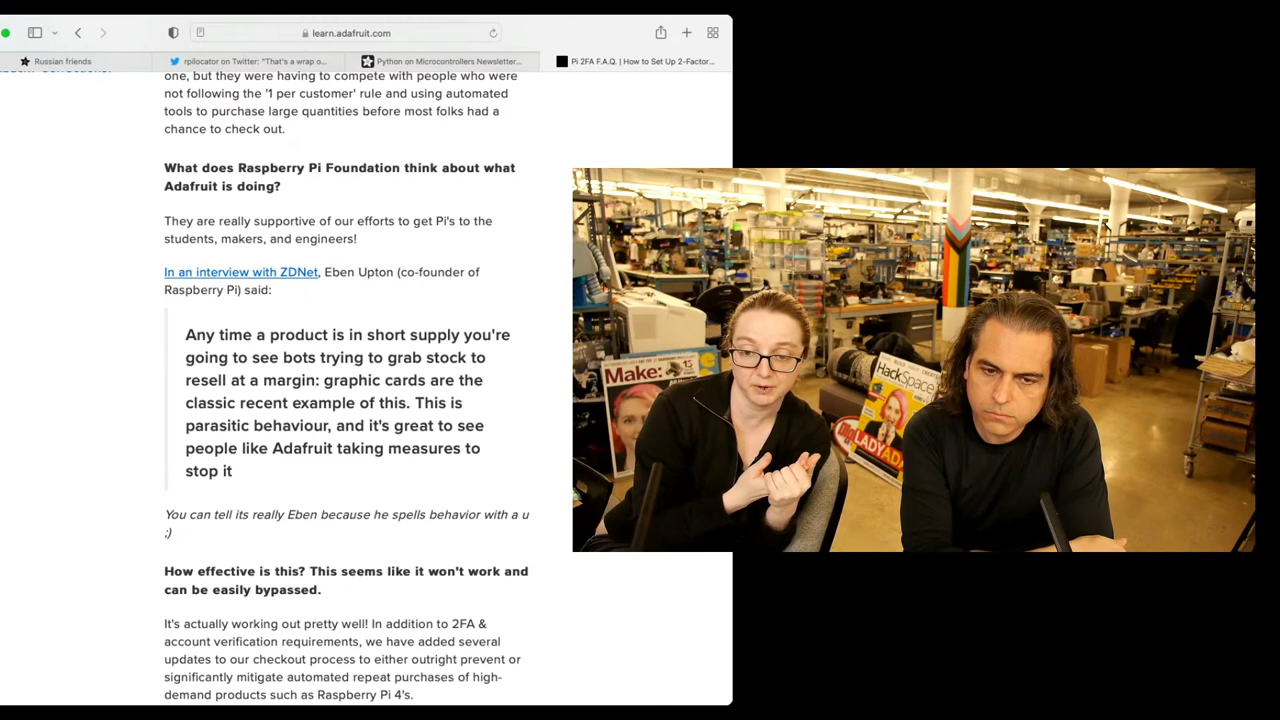 learn.adafruit.com
Russian friends
rpilocator on Twitter: "That's a wrap o...
Python on Microcontrollers Newsletter...
Pi 2FA F.A.Q. | How to Set Up 2-Factor...
one, but they were having to compete with people who were
not following the '1 per customer' rule and using automated
tools to purchase large quantities before most folks had a
chance to check out.
What does Raspberry Pi Foundation think about what
Adafruit is doing?
They are really supportive of our efforts to get Pi's to the
students, makers, and engineers!
In an interview with ZDNet, Eben Upton (co-founder of
Raspberry Pi) said:
Any time a product is in short supply you're
going to see bots trying to grab stock to
resell at a margin: graphic cards are the
classic recent example of this. This is
parasitic behaviour, and it's great to see
people like Adafruit taking measures to
stop it
You can tell its really Eben because he spells behavior with a u
;)
How effective is this? This seems like it won't work and
can be easily bypassed.
It's actually working out pretty well! In addition to 2FA &
account verification requirements, we have added several
updates to our checkout process to either outright prevent or
significantly mitigate automated repeat purchases of high-
demand products such as Raspberry Pi 4's.
Make:
15
HackSpace
LADY ADA